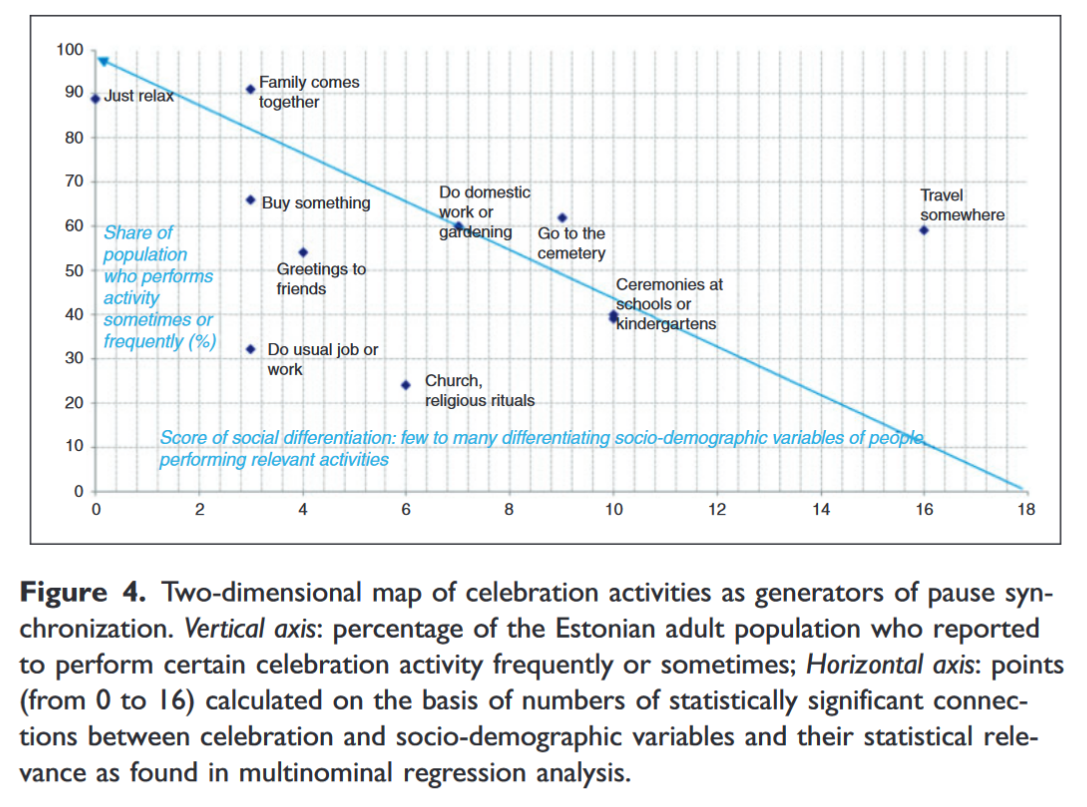 100
90
80
70
60
50
40
30
20
10
0
Just relax
Family comes
together
Buy something
Share of
population
who performs
activity
sometimes or
frequently (%)
Greetings to
friends
Do usual job or
work
Church,
religious rituals
Do domestic
work or
gardening
Go to the
cemetery
Ceremonies at
schools or
kindergartens
Travel
somewhere
Score of social differentiation: few to many differentiating socio-demographic variables of people,
performing relevant activities
0 2 4 6 8 10 12 14 16 18
Figure 4. Two-dimensional map of celebration activities as generators of pause syn-
chronization. Vertical axis: percentage of the Estonian adult population who reported
to perform certain celebration activity frequently or sometimes; Horizontal axis: points
(from 0 to 16) calculated on the basis of numbers of statistically significant connec-
tions between celebration and socio-demographic variables and their statistical rele-
vance as found in multinominal regression analysis.